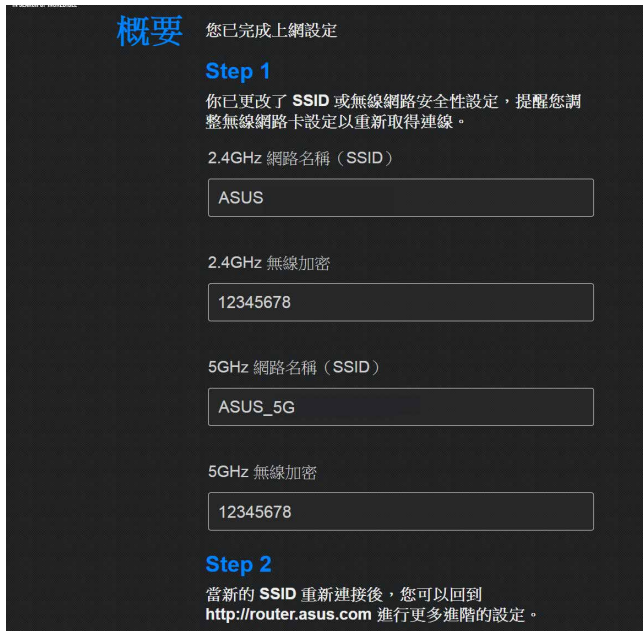 概要
您已完成上網設定
Step 1
你已更改了 SSID 或無線網路安全性設定，提醒您調
整無線網路卡設定以重新取得連線。
2.4GHz 網路名稱（SSID）
ASUS
2.4GHz 無線加密
12345678
5GHz 網路名稱（SSID）
ASUS_5G
5GHz 無線加密
12345678
Step 2
當新的 SSID 重新連接後，您可以回到
http://router.asus.com 進行更多進階的設定。